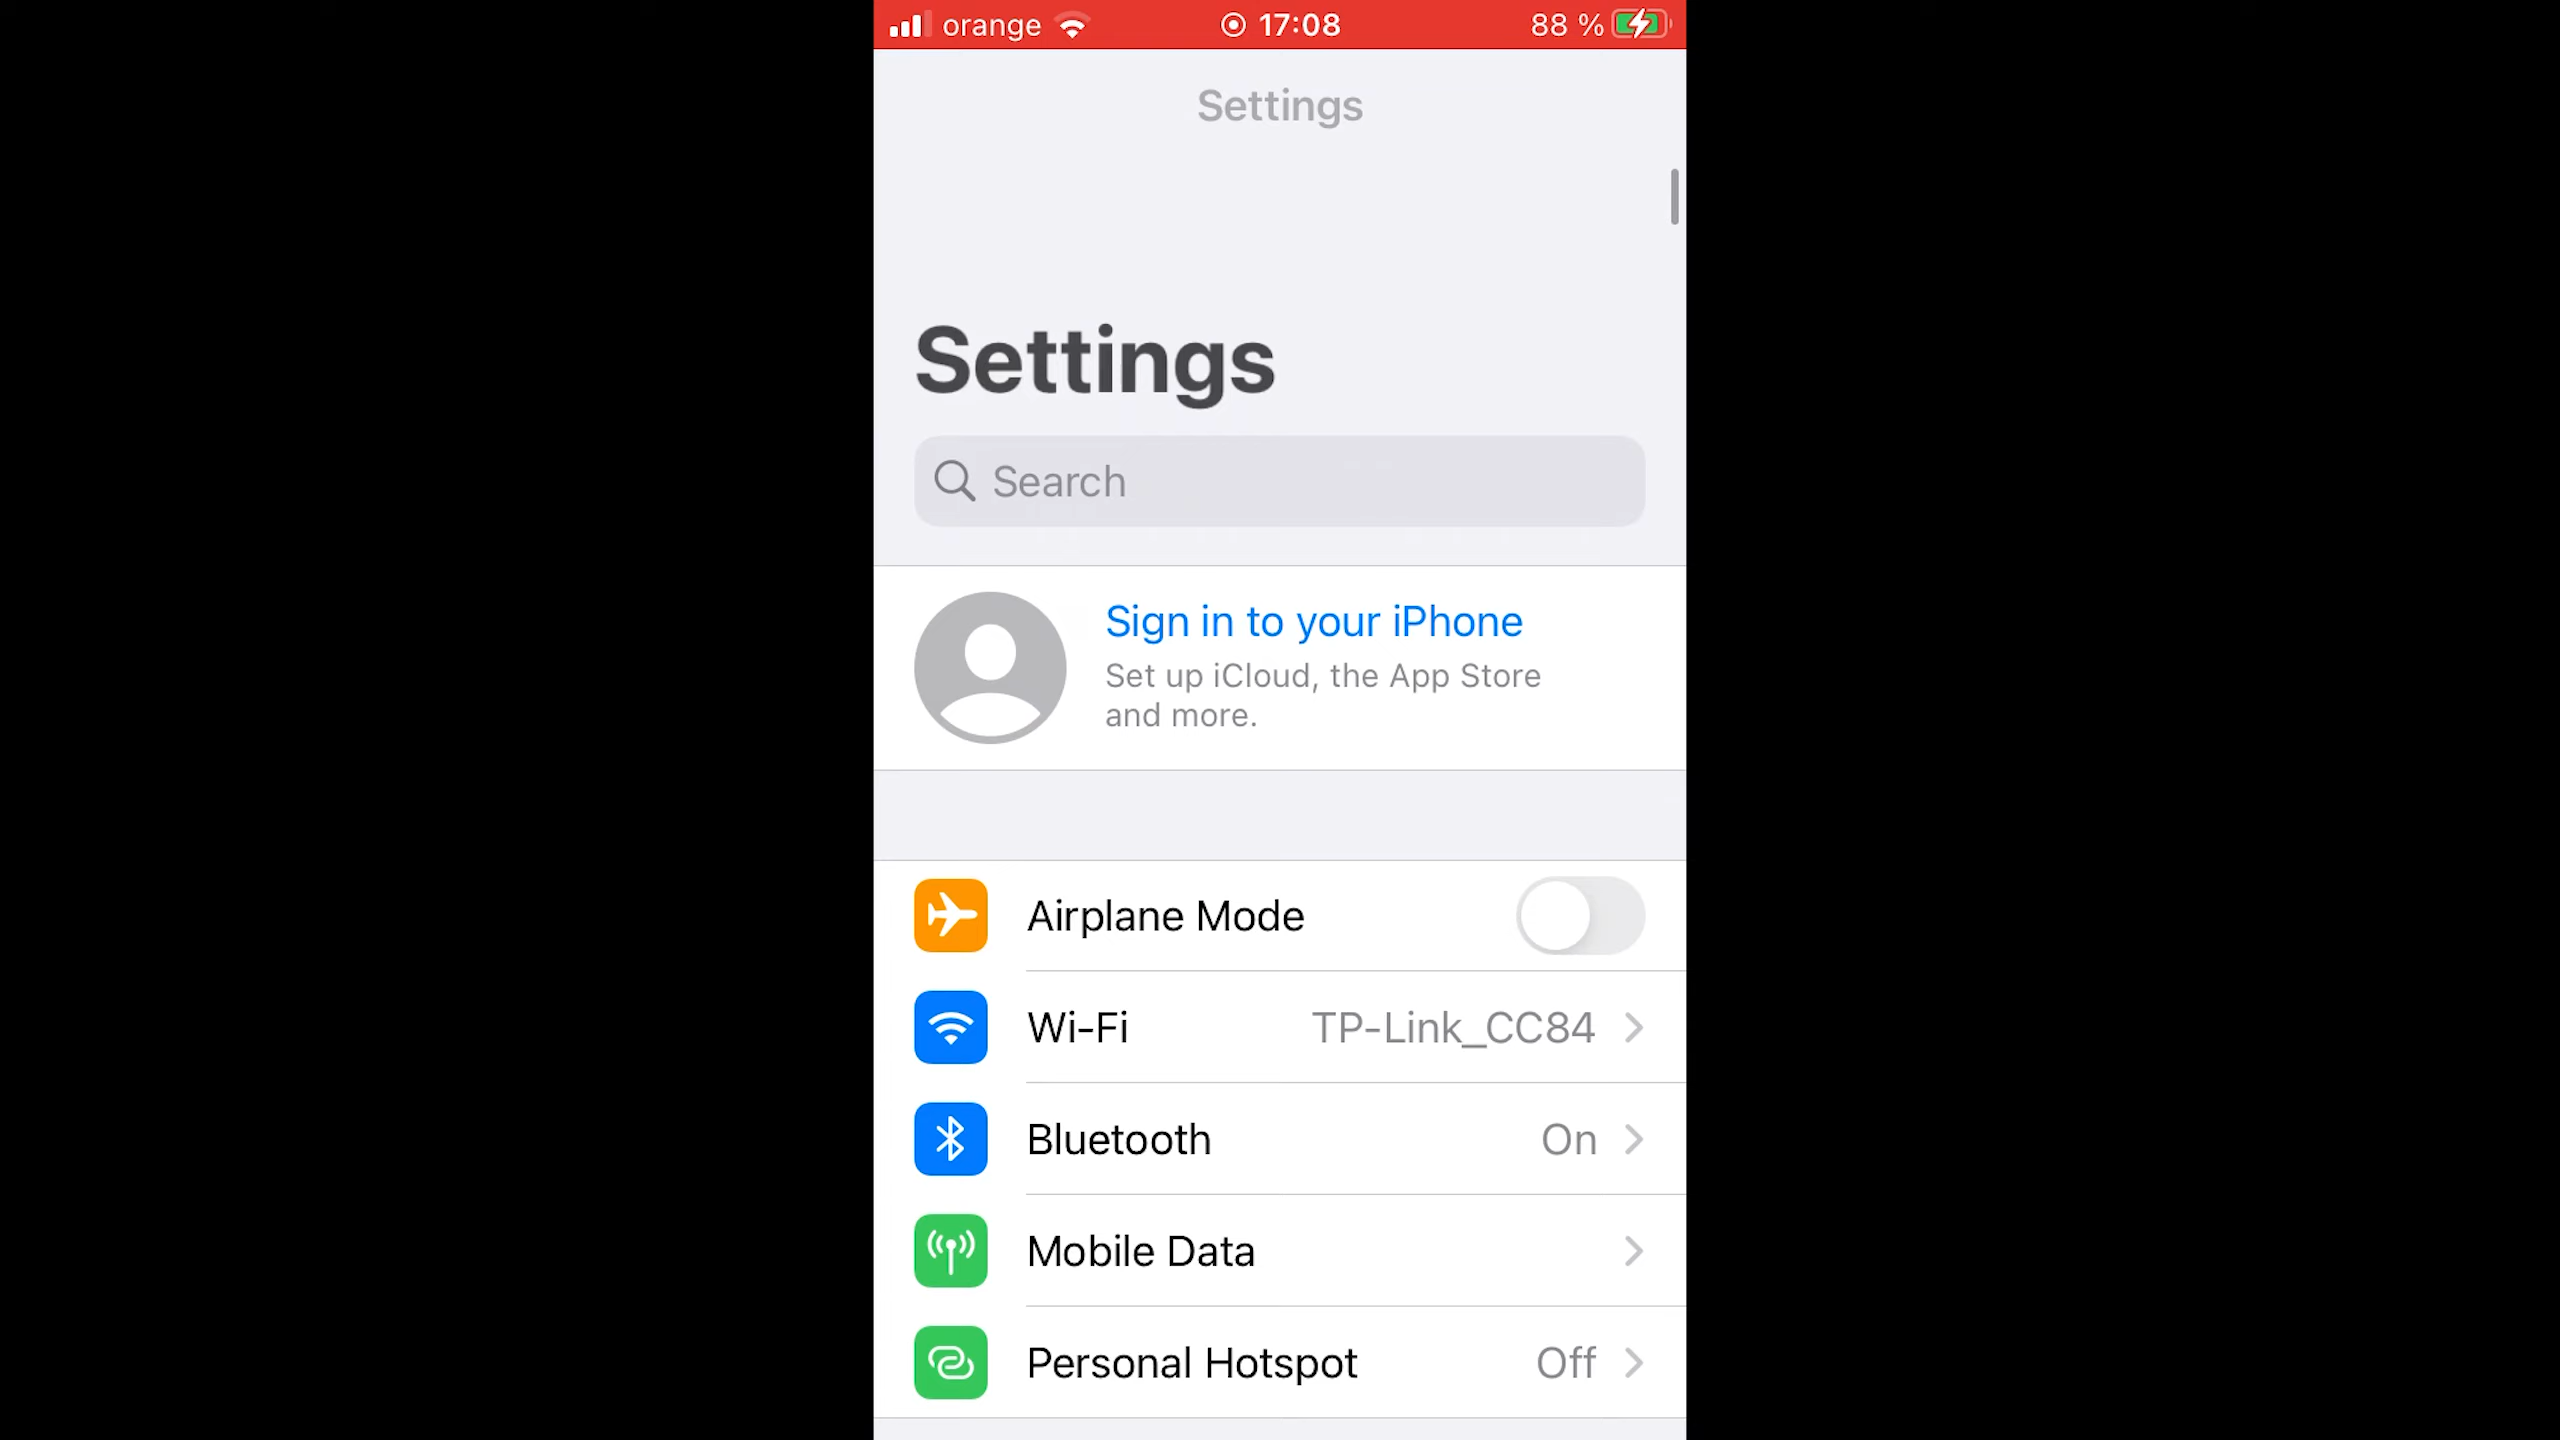 orange 17:08 88 %
Settings
Settings
Search
Sign in to your iPhone
Set up iCloud, the App Store
and more.
Airplane Mode
Wi-Fi TP-Link_CC84
Bluetooth On
Mobile Data
Personal Hotspot Off